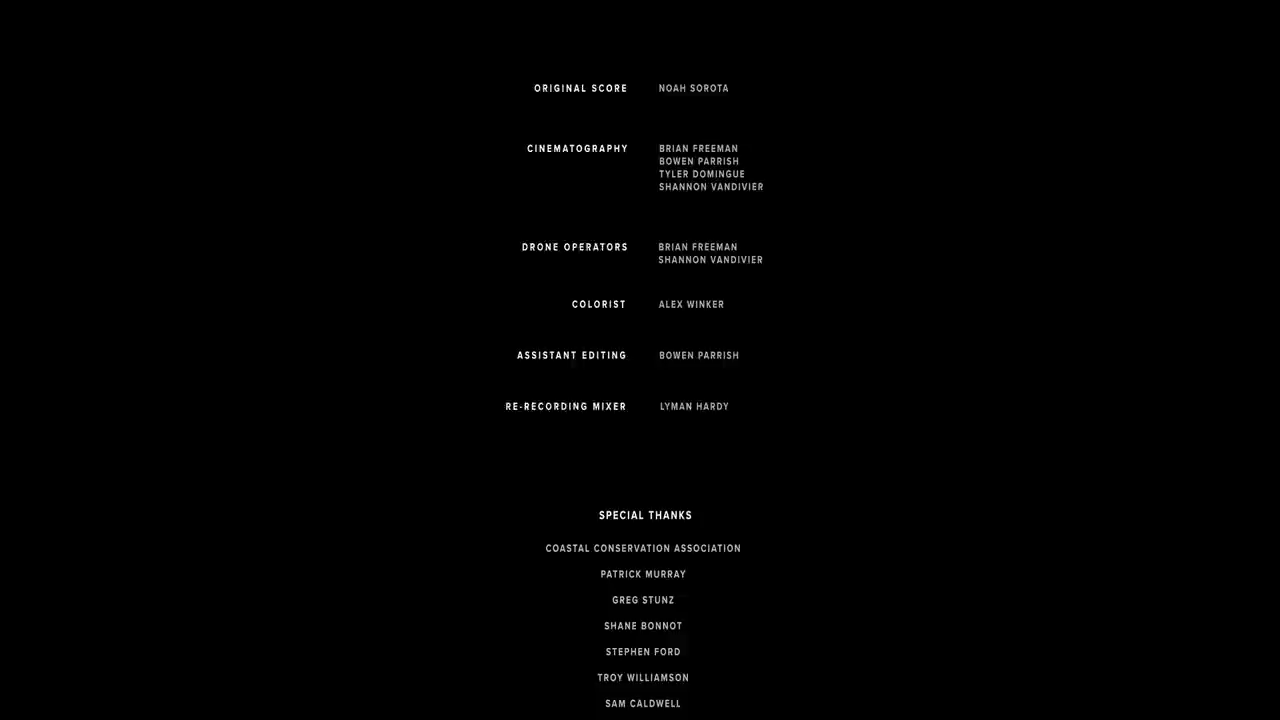 ORIGINAL SCORE NOAH SOROTA
CINEMATOGRAPHY BRIAN FREEMAN
BOWEN PARRISH
TYLER DOMINGUE
SHANNON VANDIVIER
DRONE OPERATORS BRIAN FREEMAN
SHANNON VANDIVIER
COLORIST ALEX WINKER
ASSISTANT EDITING BOWEN PARRISH
RE-RECORDING MIXER LYMAN HARDY
SPECIAL THANKS
COASTAL CONSERVATION ASSOCIATION
PATRICK MURRAY
GREG STUNZ
SHANE BONNOT
STEPHEN FORD
TROY WILLIAMSON
SAM CALDWELL